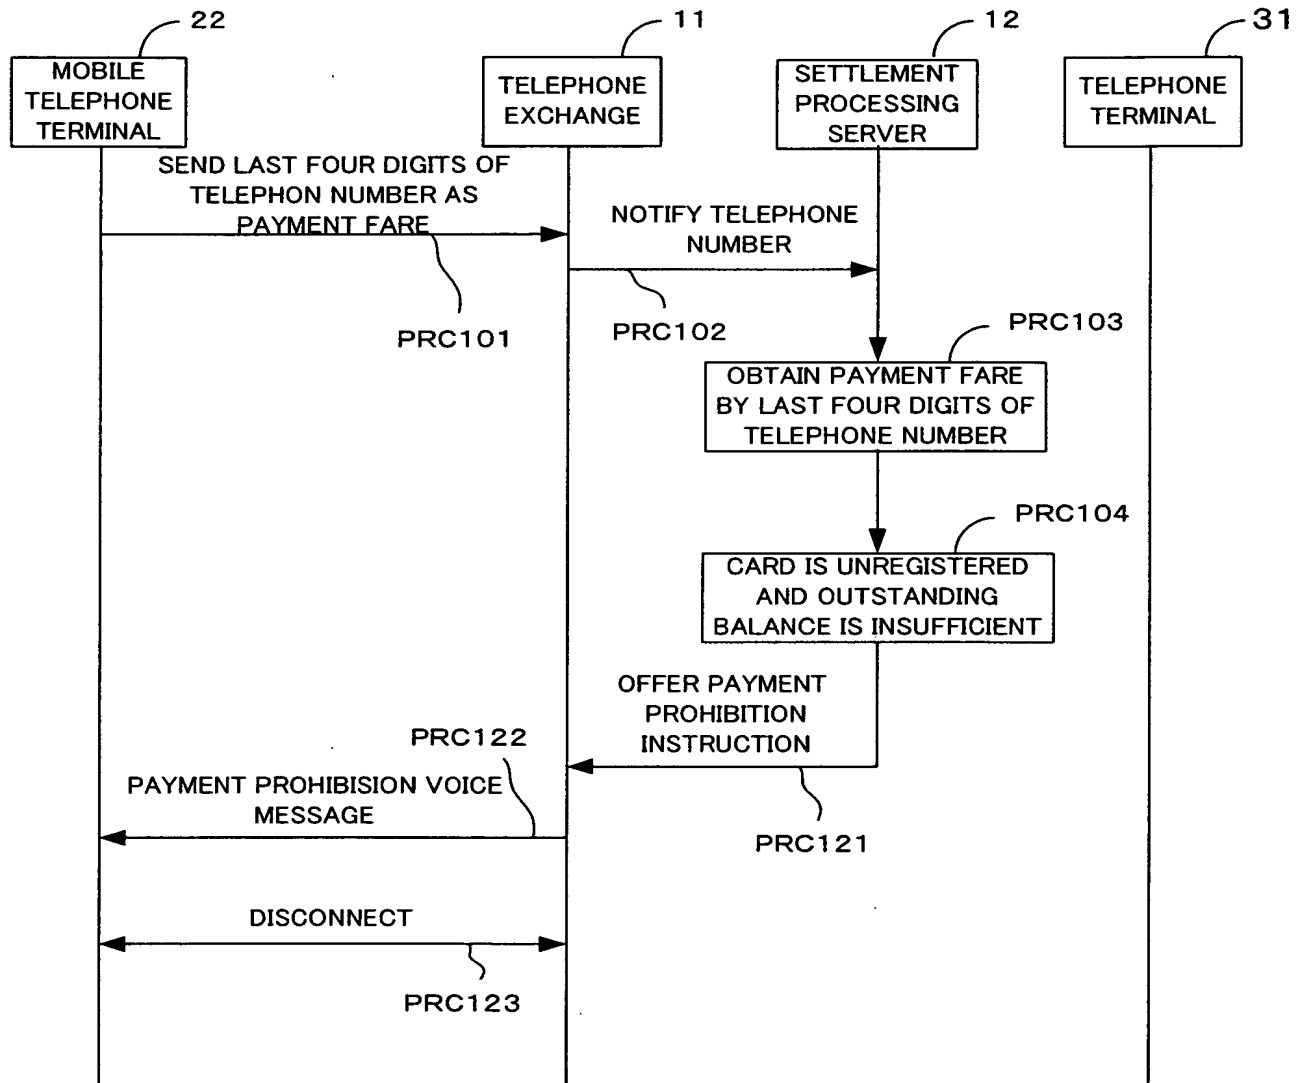 22
11
12
31
MOBILE
TELEPHONE
TERMINAL
TELEPHONE
EXCHANGE
SETTLEMENT
PROCESSING
SERVER
TELEPHONE
TERMINAL
SEND LAST FOUR DIGITS OF
TELEPHON NUMBER AS
PAYMENT FARE
NOTIFY TELEPHONE
NUMBER
PRC101
PRC102
PRC103
OBTAIN PAYMENT FARE
BY LAST FOUR DIGITS OF
TELEPHONE NUMBER
PRC104
CARD IS UNREGISTERED
AND OUTSTANDING
BALANCE IS INSUFFICIENT
OFFER PAYMENT
PROHIBITION
INSTRUCTION
PRC122
PAYMENT PROHIBISION VOICE
MESSAGE
PRC121
DISCONNECT
PRC123